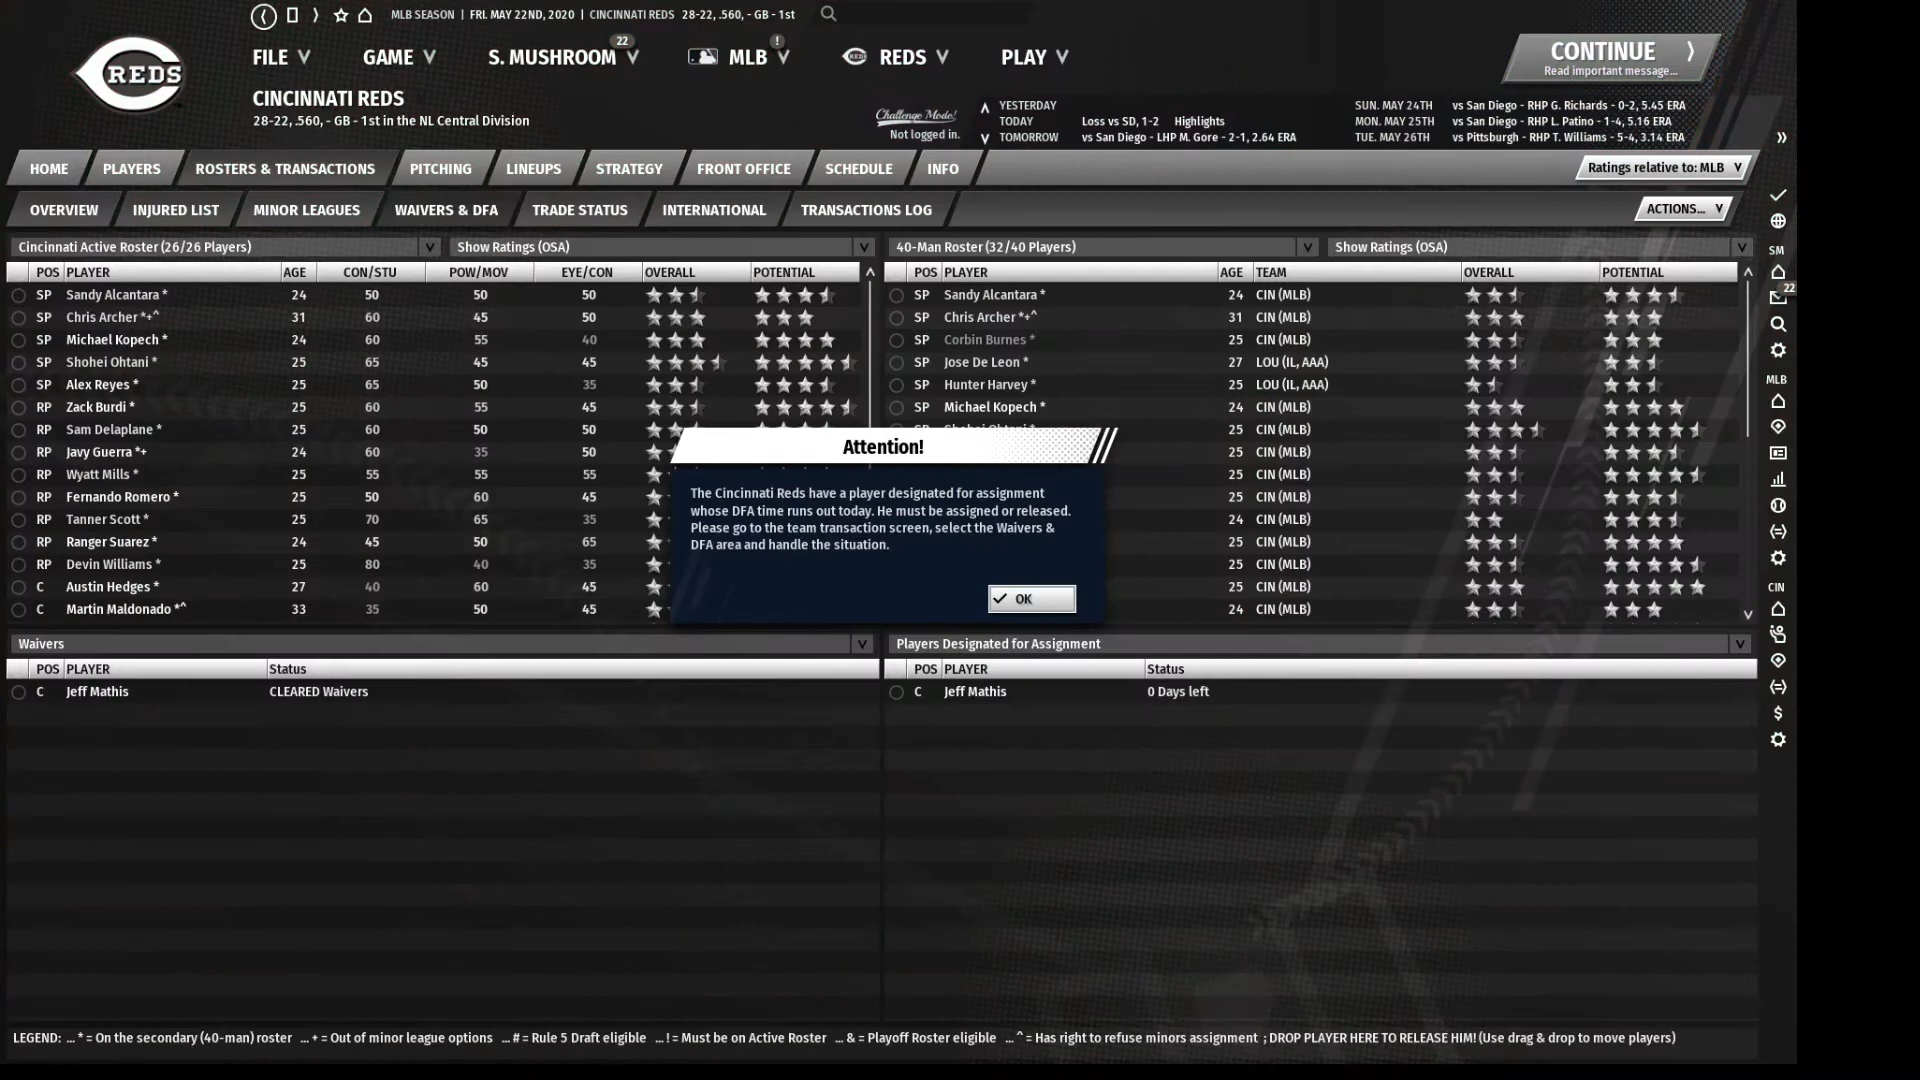 MLB SEASON | FRI. MAY 22ND, 2020 | CINCINNATI REDS 28-22, .560, - GB - 1st
FILE GAME S. MUSHROOM 22 MLB ! REDS PLAY
CONTINUE
Read important message...
REDS
CINCINNATI REDS
28-22, .560, - GB - 1st in the NL Central Division
Challenge Mode!
Not logged in.
YESTERDAY
TODAY Loss vs SD, 1-2 Highlights
TOMORROW vs San Diego - LHP M. Gore - 2-1, 2.64 ERA
SUN. MAY 24TH vs San Diego - RHP G. Richards - 0-2, 5.45 ERA
MON. MAY 25TH vs San Diego - RHP L. Patino - 1-4, 5.16 ERA
TUE. MAY 26TH vs Pittsburgh - RHP T. Williams - 5-4, 3.14 ERA
HOME PLAYERS ROSTERS & TRANSACTIONS PITCHING LINEUPS STRATEGY FRONT OFFICE SCHEDULE INFO
Ratings relative to: MLB
OVERVIEW INJURED LIST MINOR LEAGUES WAIVERS & DFA TRADE STATUS INTERNATIONAL TRANSACTIONS LOG
ACTIONS...
Cincinnati Active Roster (26/26 Players) Show Ratings (OSA)
POS PLAYER AGE CON/STU POW/MOV EYE/CON OVERALL POTENTIAL
SP Sandy Alcantara * 24 50 50 50
SP Chris Archer *+^ 31 60 45 50
SP Michael Kopech * 24 60 55 40
SP Shohei Ohtani * 25 65 45 45
SP Alex Reyes * 25 65 50 35
RP Zack Burdi * 25 60 55 45
RP Sam Delaplane * 25 60 50 50
RP Javy Guerra *+ 24 60 35 50
RP Wyatt Mills * 25 55 55 55
RP Fernando Romero * 25 50 60 45
RP Tanner Scott * 25 70 65 35
RP Ranger Suarez * 24 45 50 65
RP Devin Williams * 25 80 40 35
C Austin Hedges * 27 40 60 45
C Martin Maldonado *^ 33 35 50 45
40-Man Roster (32/40 Players) Show Ratings (OSA)
POS PLAYER AGE TEAM OVERALL POTENTIAL
SP Sandy Alcantara * 24 CIN (MLB)
SP Chris Archer *+^ 31 CIN (MLB)
SP Corbin Burnes * 25 CIN (MLB)
SP Jose De Leon * 27 LOU (IL, AAA)
SP Hunter Harvey * 25 LOU (IL, AAA)
SP Michael Kopech * 24 CIN (MLB)
SP Shohei Ohtani * 25 CIN (MLB)
25 CIN (MLB)
25 CIN (MLB)
25 CIN (MLB)
24 CIN (MLB)
25 CIN (MLB)
25 CIN (MLB)
25 CIN (MLB)
24 CIN (MLB)
Attention!
The Cincinnati Reds have a player designated for assignment
whose DFA time runs out today. He must be assigned or released.
Please go to the team transaction screen, select the Waivers &
DFA area and handle the situation.
OK
Waivers
POS PLAYER Status
C Jeff Mathis CLEARED Waivers
Players Designated for Assignment
POS PLAYER Status
C Jeff Mathis 0 Days left
SM
22
MLB
CIN
LEGEND: ... * = On the secondary (40-man) roster ... + = Out of minor league options ... # = Rule 5 Draft eligible ... ! = Must be on Active Roster ... & = Playoff Roster eligible ... ^ = Has right to refuse minors assignment ; DROP PLAYER HERE TO RELEASE HIM! (Use drag & drop to move players)